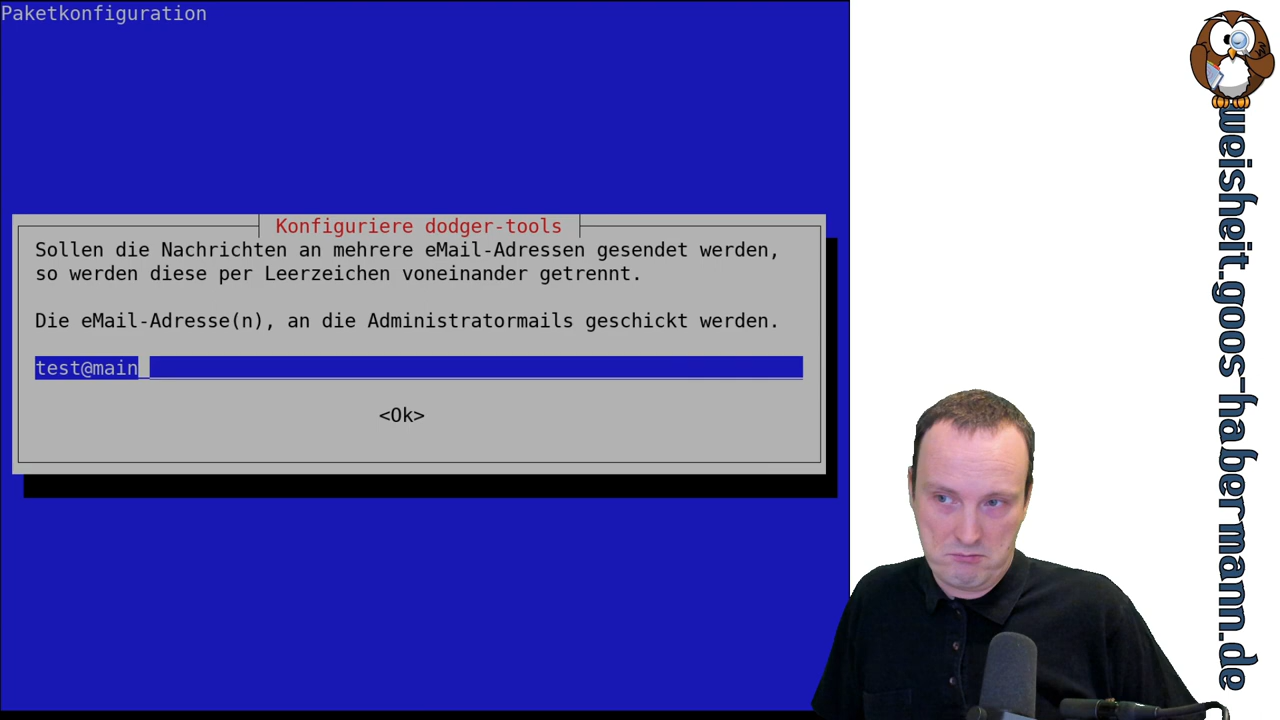 Paketkonfiguration
Konfiguriere dodger-tools
Sollen die Nachrichten an mehrere eMail-Adressen gesendet werden,
so werden diese per Leerzeichen voneinander getrennt.
Die eMail-Adresse(n), an die Administratormails geschickt werden.
test@main
<Ok>
weisheit.goos-habermann.de